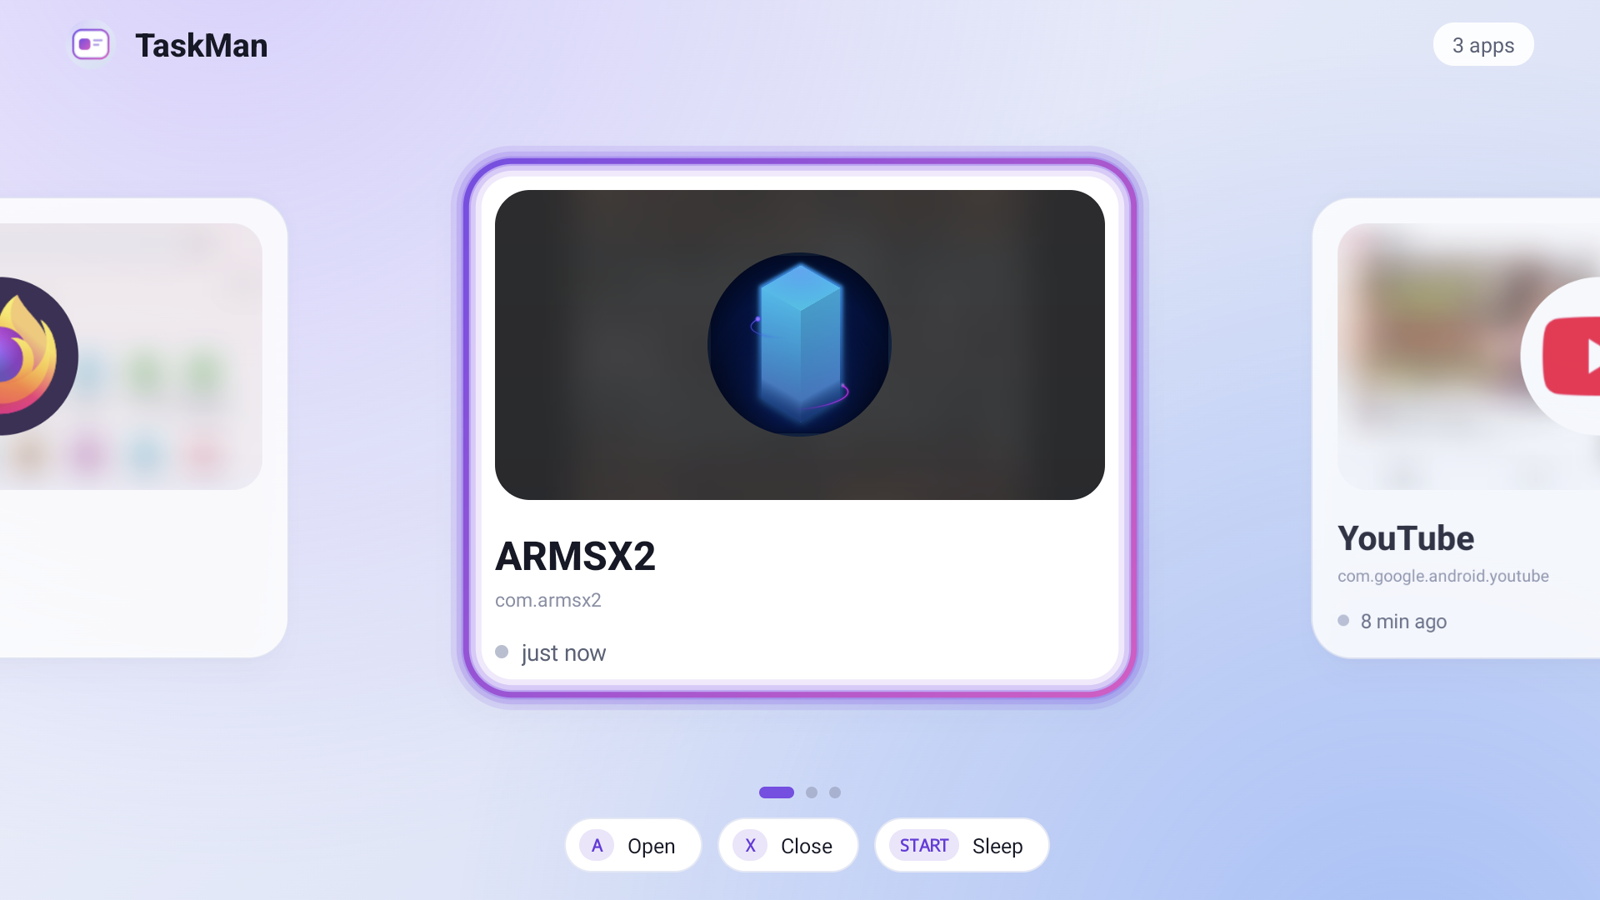 TaskMan
3 apps
ARMSX2
com.armsx2
just now
YouTube
com.google.android.youtube
8 min ago
A Open
X Close
START Sleep